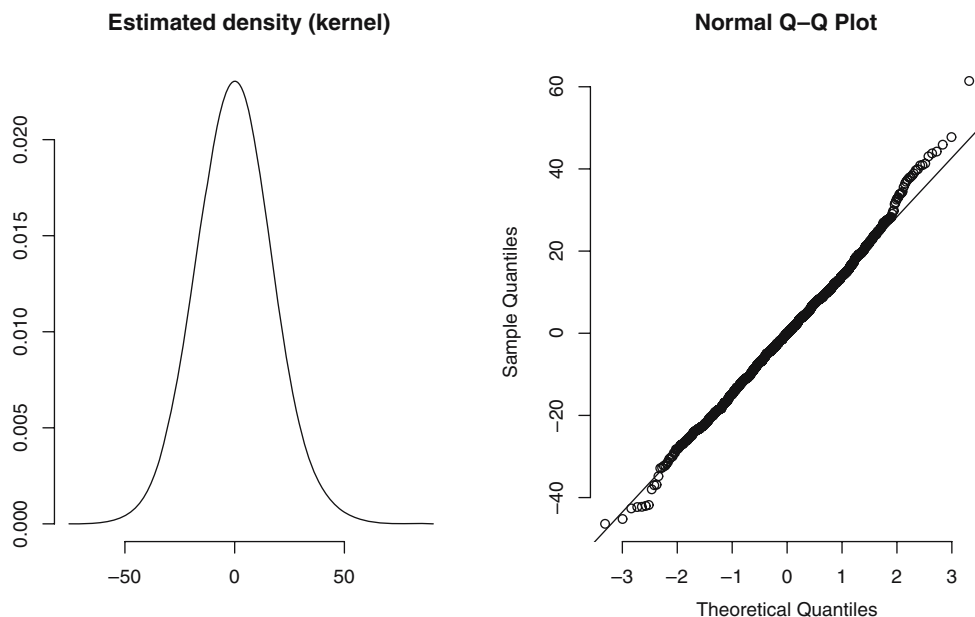 Estimated density (kernel)
0.020
0.015
0.010
0.005
0.000
−50 0 50
Normal Q–Q Plot
60
40
20
0
−20
−40
Sample Quantiles
−3 −2 −1 0 1 2 3
Theoretical Quantiles